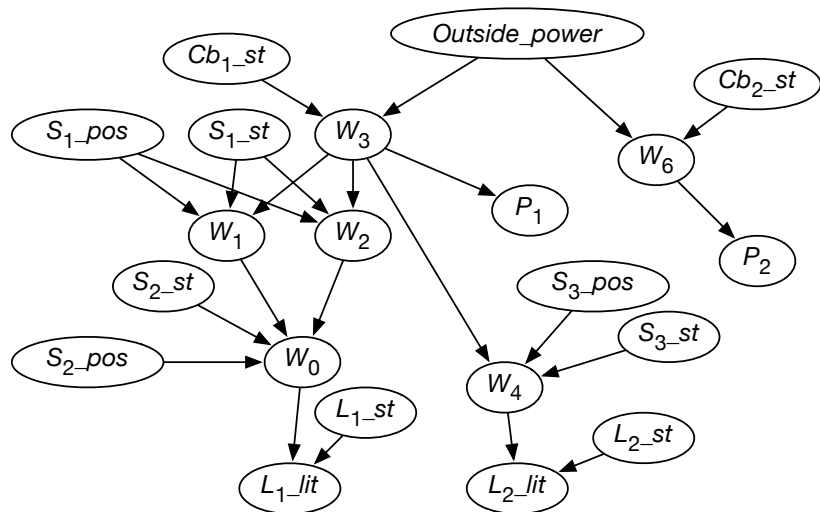 Outside_power
Cb1_st
Cb2_st
S1_pos
S1_st
W3
W6
P1
W1
W2
P2
S2_st
S3_pos
S3_st
S2_pos
W0
W4
L1_st
L2_st
L1_lit
L2_lit